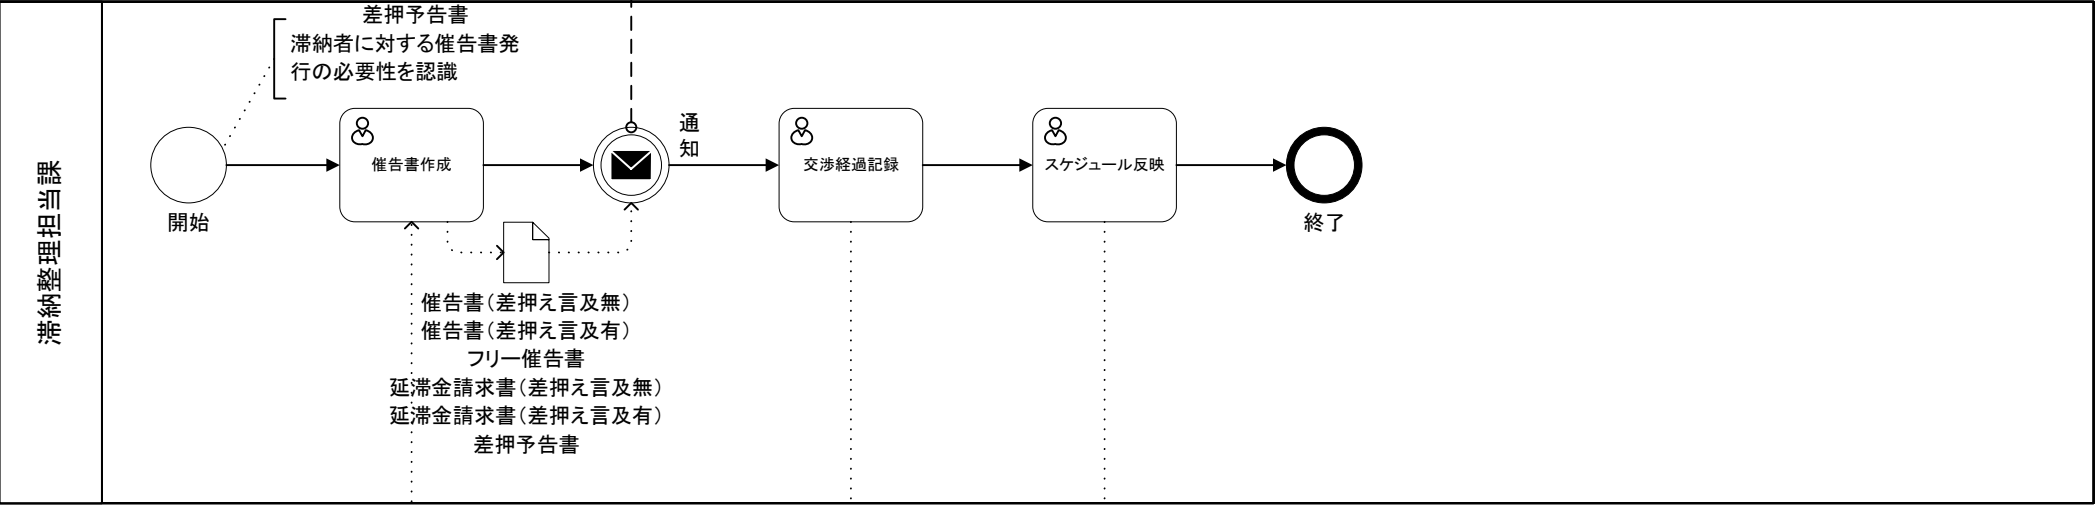 滞納整理担当課
差押予告書
滞納者に対する催告書発
行の必要性を認識
開始
催告書作成
通
知
交渉経過記録
スケジュール反映
終了
催告書（差押え言及無）
催告書（差押え言及有）
フリー催告書
延滞金請求書（差押え言及無）
延滞金請求書（差押え言及有）
差押予告書